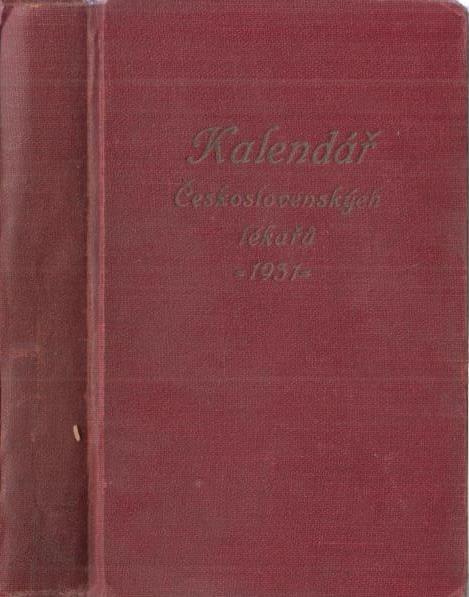 Kalendář
Československých
lékařů
=1931=